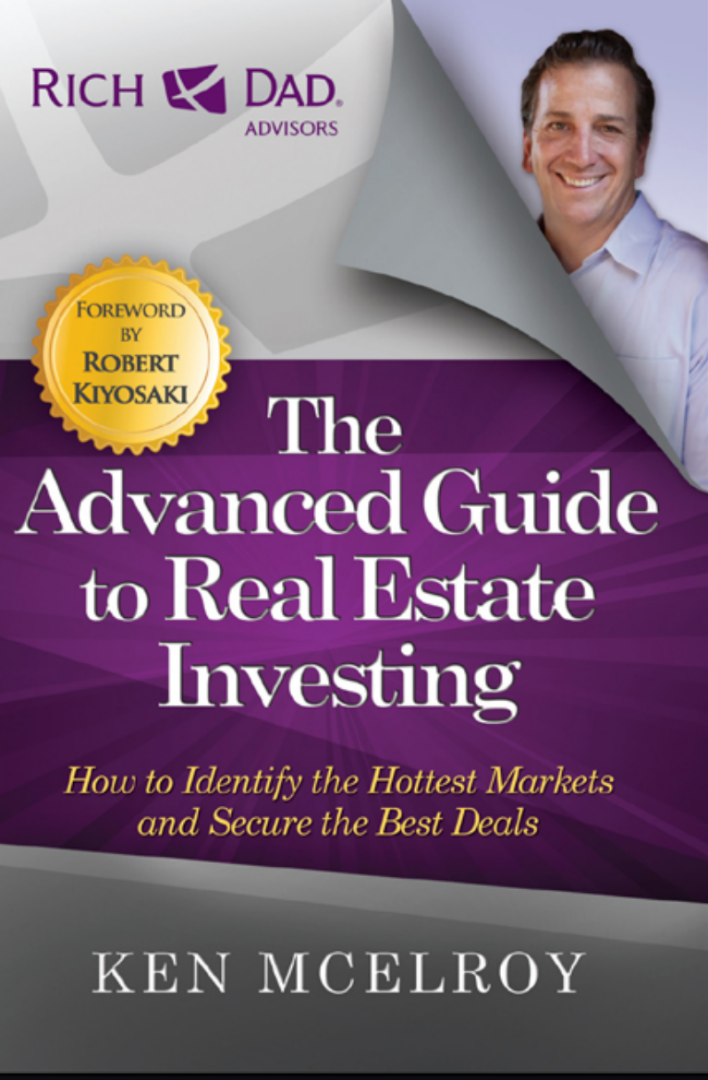 RICH DAD®
ADVISORS
FOREWORD
BY
ROBERT
KIYOSAKI
The
Advanced Guide
to Real Estate
Investing
How to Identify the Hottest Markets
and Secure the Best Deals
KEN MCELROY